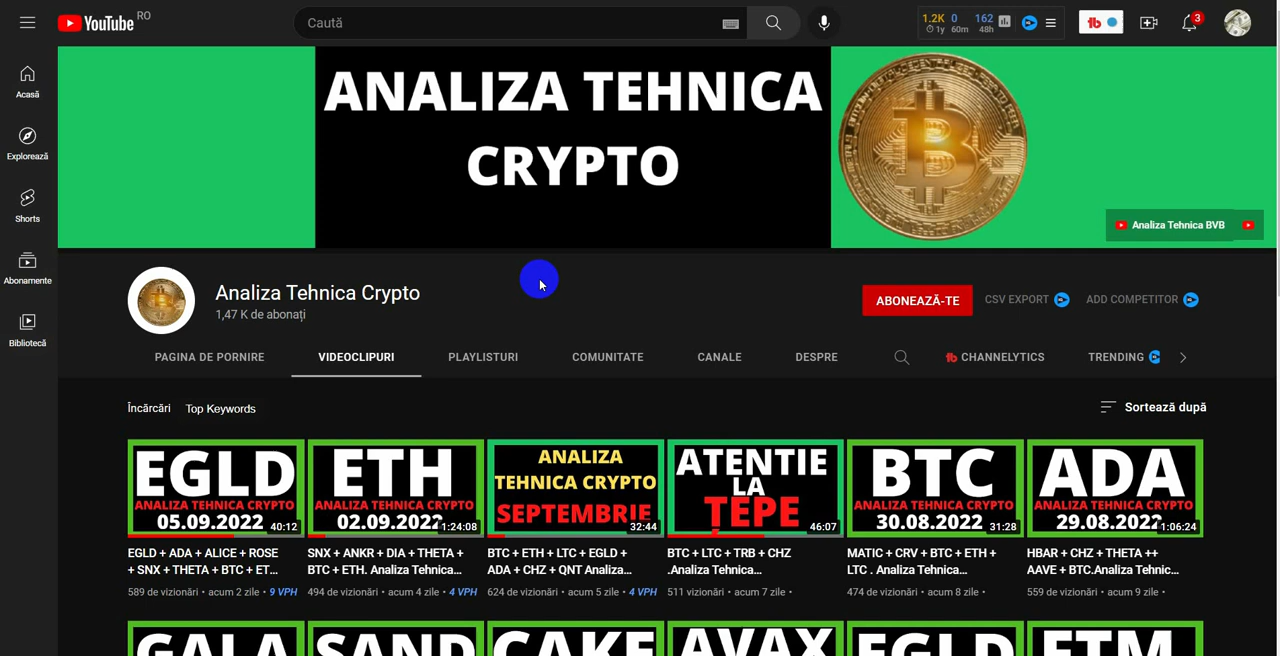 YouTube RO
Caută
1.2K 0 162
1y 60m 48h
tb
3
Acasă
Explorează
Shorts
Abonamente
Bibliotecă
ANALIZA TEHNICA
CRYPTO
Analiza Tehnica BVB
Analiza Tehnica Crypto
1,47 K de abonați
ABONEAZĂ-TE
CSV EXPORT
ADD COMPETITOR
PAGINA DE PORNIRE
VIDEOCLIPURI
PLAYLISTURI
COMUNITATE
CANALE
DESPRE
tb CHANNELYTICS
TRENDING
Încărcări
Top Keywords
Sortează după
EGLD
ANALIZA TEHNICA CRYPTO
05.09.2022
40:12
EGLD + ADA + ALICE + ROSE
+ SNX + THETA + BTC + ET...
589 de vizionări • acum 2 zile • 9 VPH
ETH
ANALIZA TEHNICA CRYPTO
02.09.2022
1:24:08
SNX + ANKR + DIA + THETA +
BTC + ETH. Analiza Tehnica...
494 de vizionări • acum 4 zile • 4 VPH
ANALIZA
TEHNICA CRYPTO
SEPTEMBRIE
32:44
BTC + ETH + LTC + EGLD +
ADA + CHZ + QNT Analiza...
624 de vizionări • acum 5 zile • 4 VPH
ATENTIE
LA
ȚEPE
46:07
BTC + LTC + TRB + CHZ
.Analiza Tehnica...
511 vizionări • acum 7 zile •
BTC
ANALIZA TEHNICA CRYPTO
30.08.2022
31:28
MATIC + CRV + BTC + ETH +
LTC . Analiza Tehnica...
474 de vizionări • acum 8 zile •
ADA
ANALIZA TEHNICA CRYPTO
29.08.2022
1:06:24
HBAR + CHZ + THETA ++
AAVE + BTC.Analiza Tehnic...
559 de vizionări • acum 9 zile •
GALA
SAND
CAKE
AVAX
EGLD
FTM